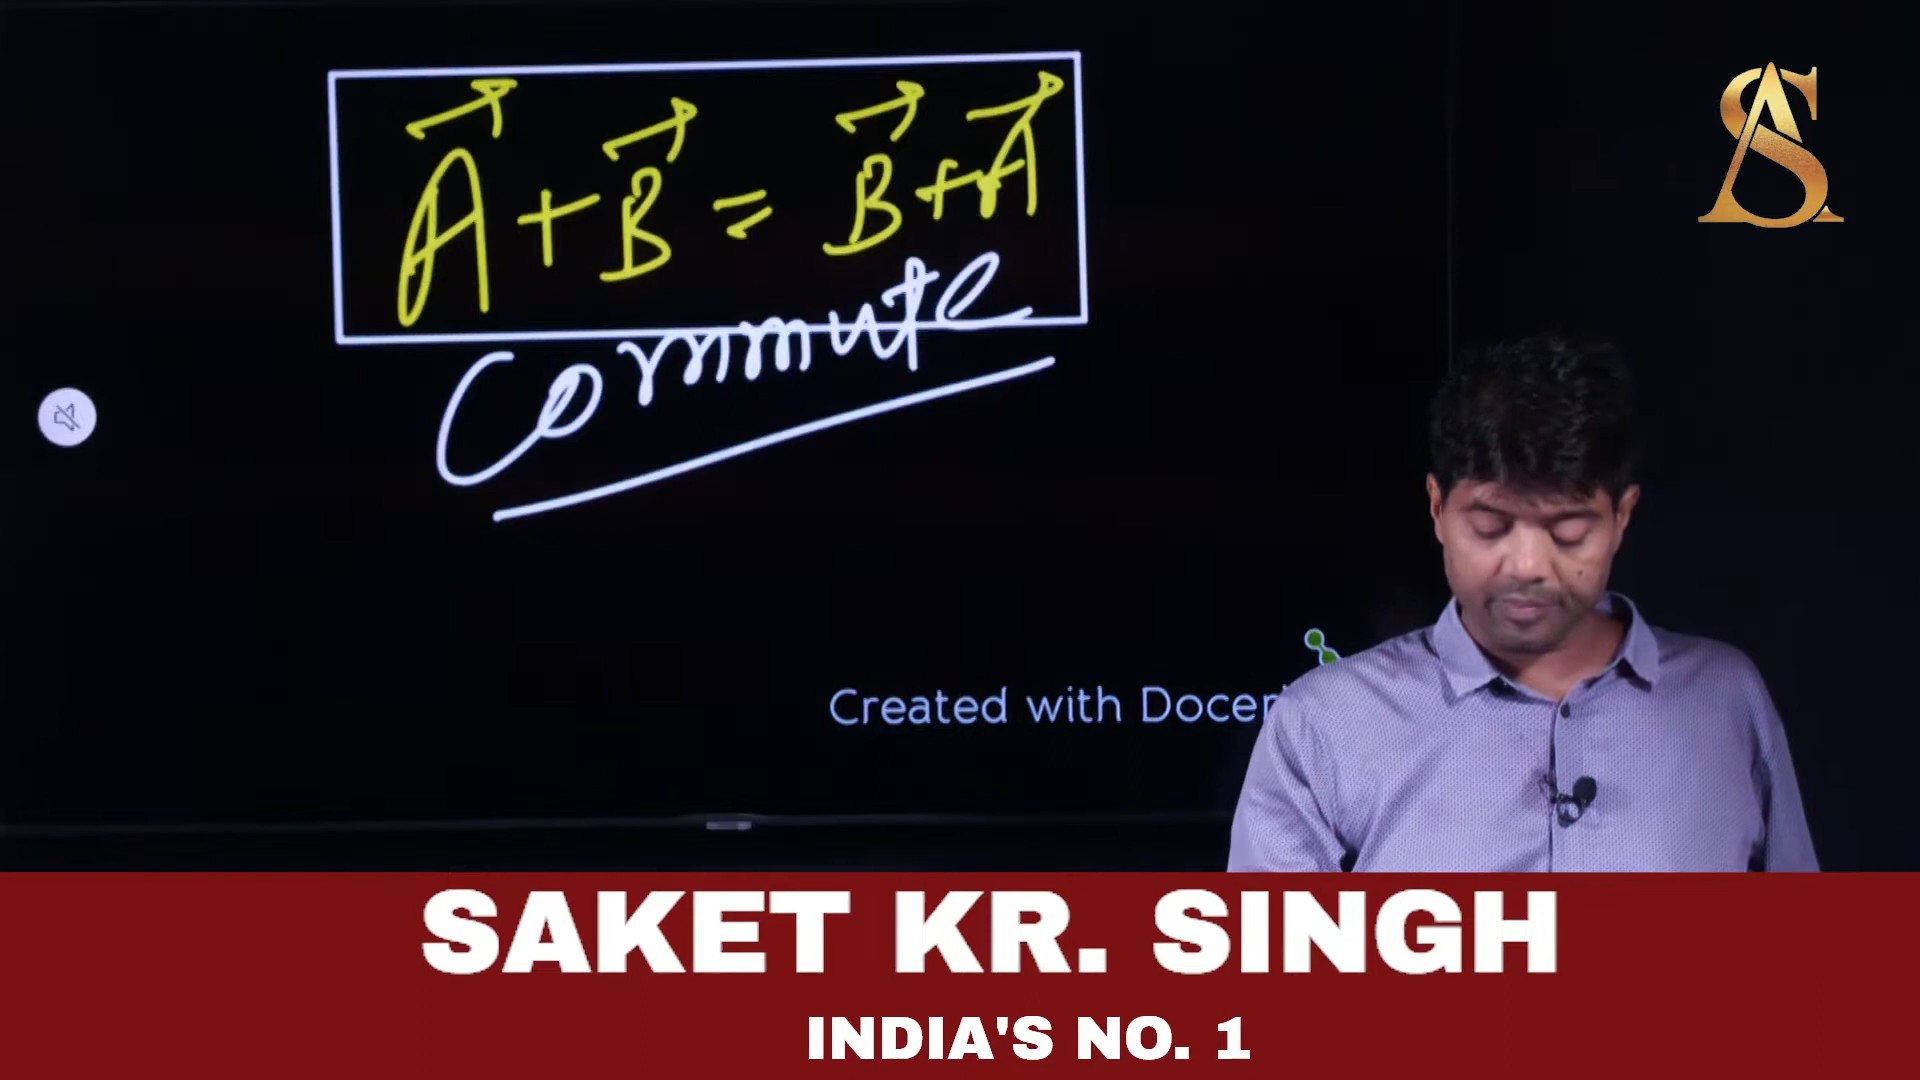 A⃗ + B⃗ = B⃗ + A⃗
Commute
Created with Docer
SAKET KR. SINGH
INDIA'S NO. 1